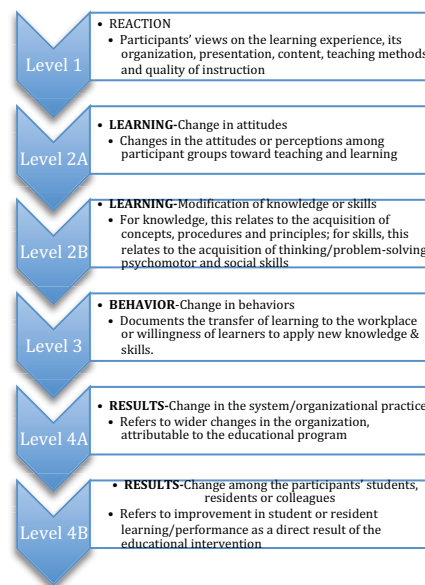 Level 1
• REACTION
• Participants' views on the learning experience, its
organization, presentation, content, teaching methods
and quality of instruction
Level 2A
• LEARNING-Change in attitudes
• Changes in the attitudes or perceptions among
participant groups toward teaching and learning
Level 2B
• LEARNING-Modification of knowledge or skills
• For knowledge, this relates to the acquisition of
concepts, procedures and principles; for skills, this
relates to the acquisition of thinking/problem-solving
psychomotor and social skills
Level 3
• BEHAVIOR-Change in behaviors
• Documents the transfer of learning to the workplace
or willingness of learners to apply new knowledge &
skills.
Level 4A
• RESULTS-Change in the system/organizational practice
• Refers to wider changes in the organization,
attributable to the educational program
Level 4B
• RESULTS-Change among the participants' students,
residents or colleagues
• Refers to improvement in student or resident
learning/performance as a direct result of the
educational intervention